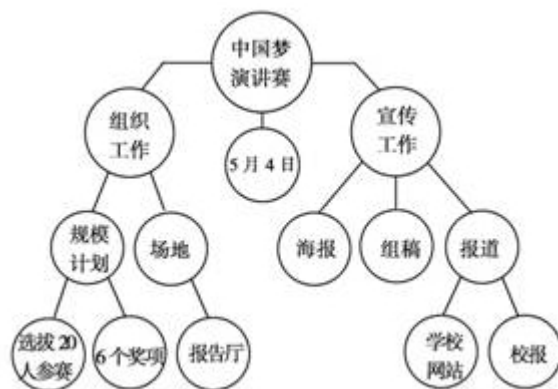 中国梦
演讲赛
组织
工作
5月4日
宣传
工作
规模
计划
场地
海报
组稿
报道
选拔20
人参赛
6个奖项
报告厅
学校
网站
校报